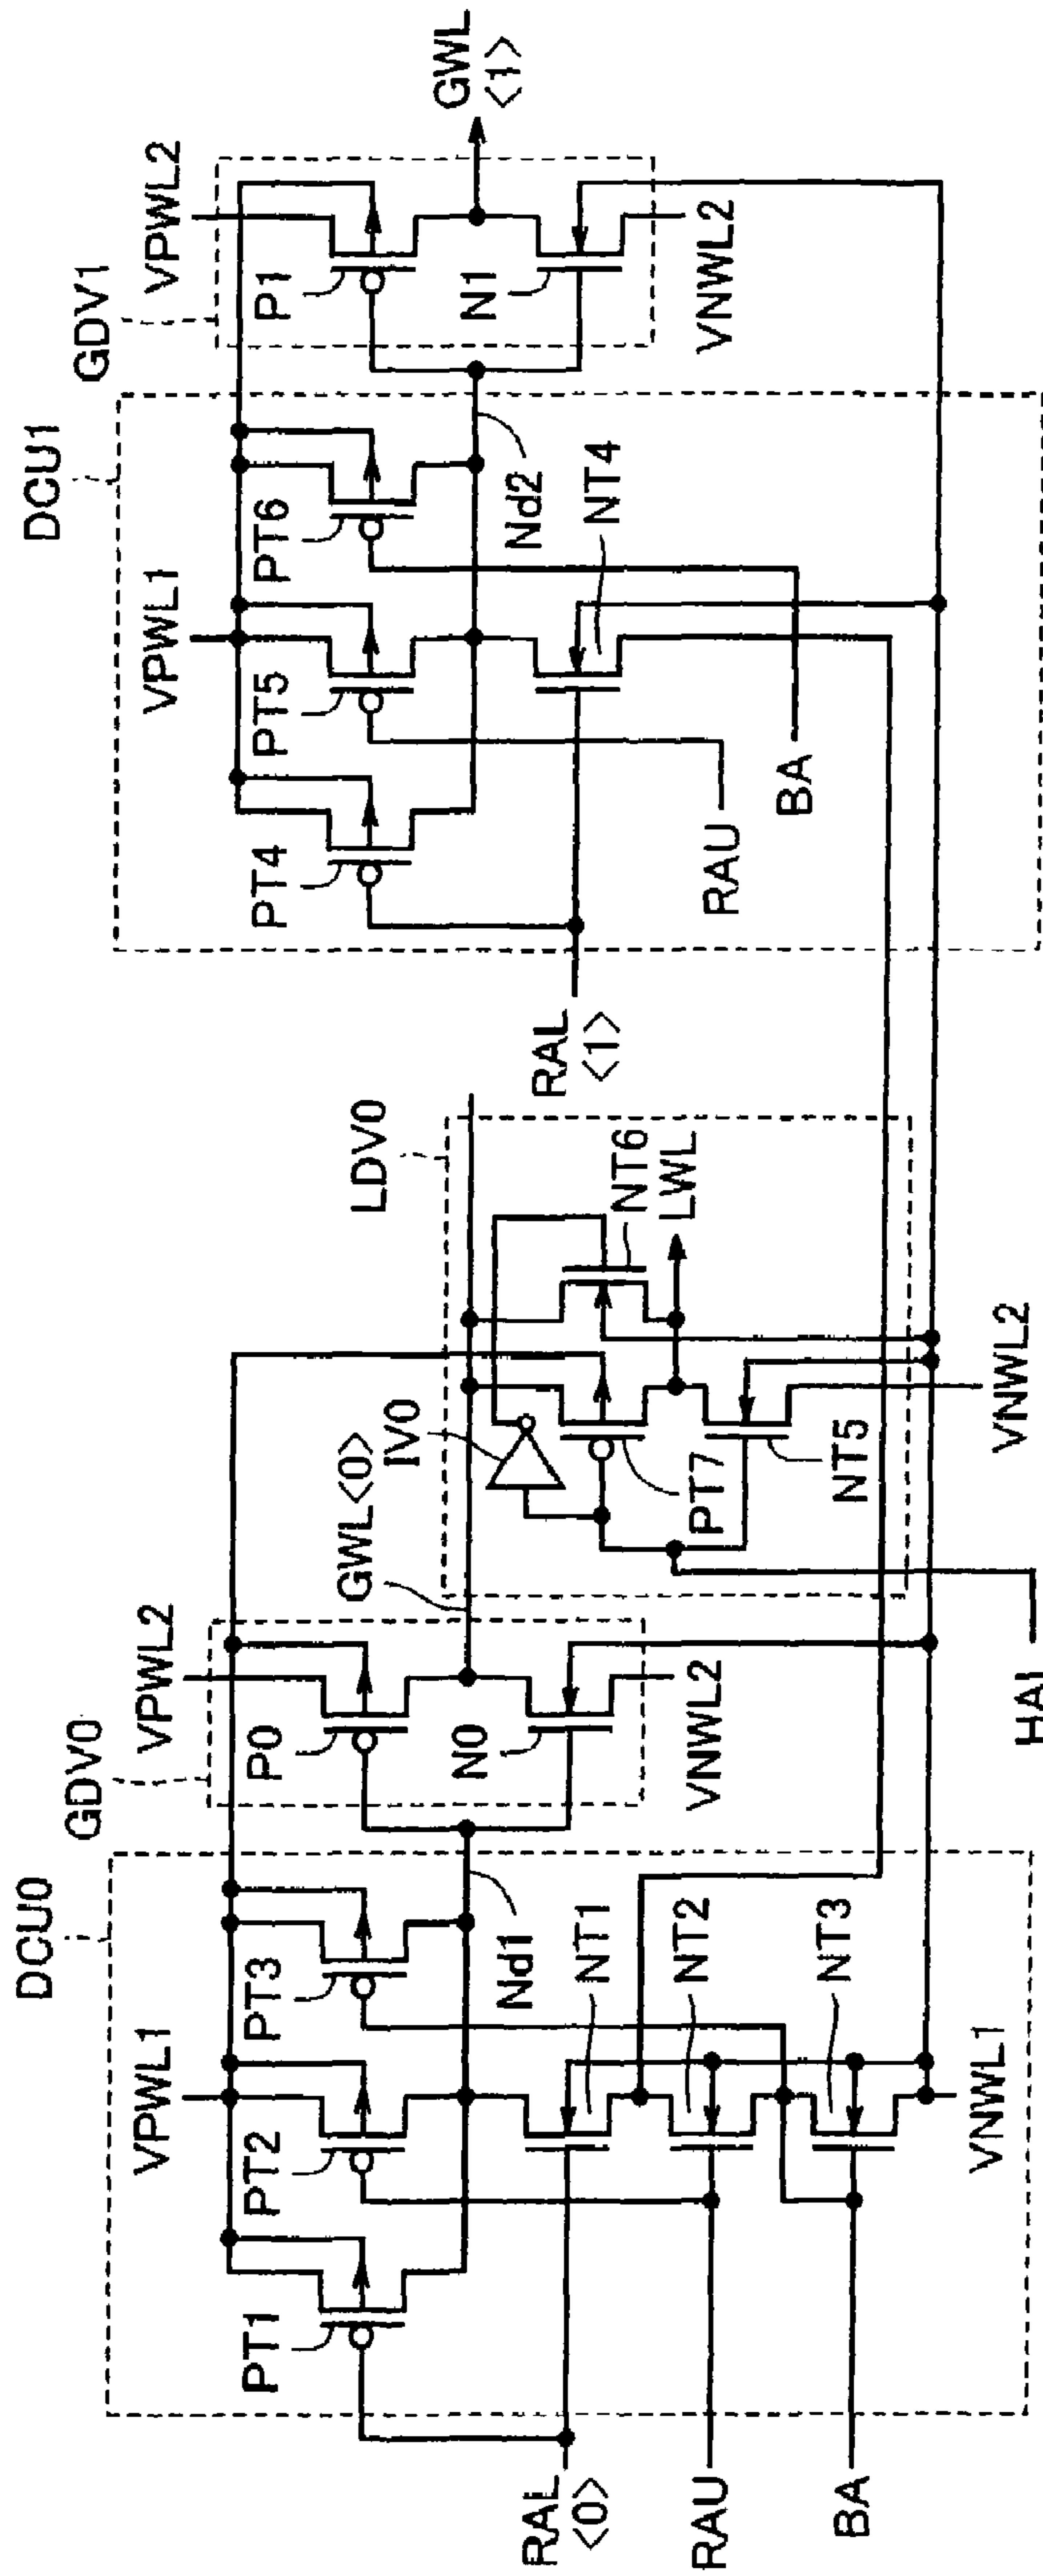 DCU0
VPWL1
PT1
PT2
PT3
Nd1
NT1
NT2
NT3
VNWL1
RAL
<0>
RAU
BA
GDV0
VPWL2
P0
N0
VNWL2
GWL<0>
IV0
LDV0
PT7
NT6
LWL
NT5
VNWL2
DCU1
VPWL1
PT4
PT5
PT6
Nd2
NT4
RAL
<1>
RAU
BA
GDV1
VPWL2
P1
N1
VNWL2
GWL
<1>